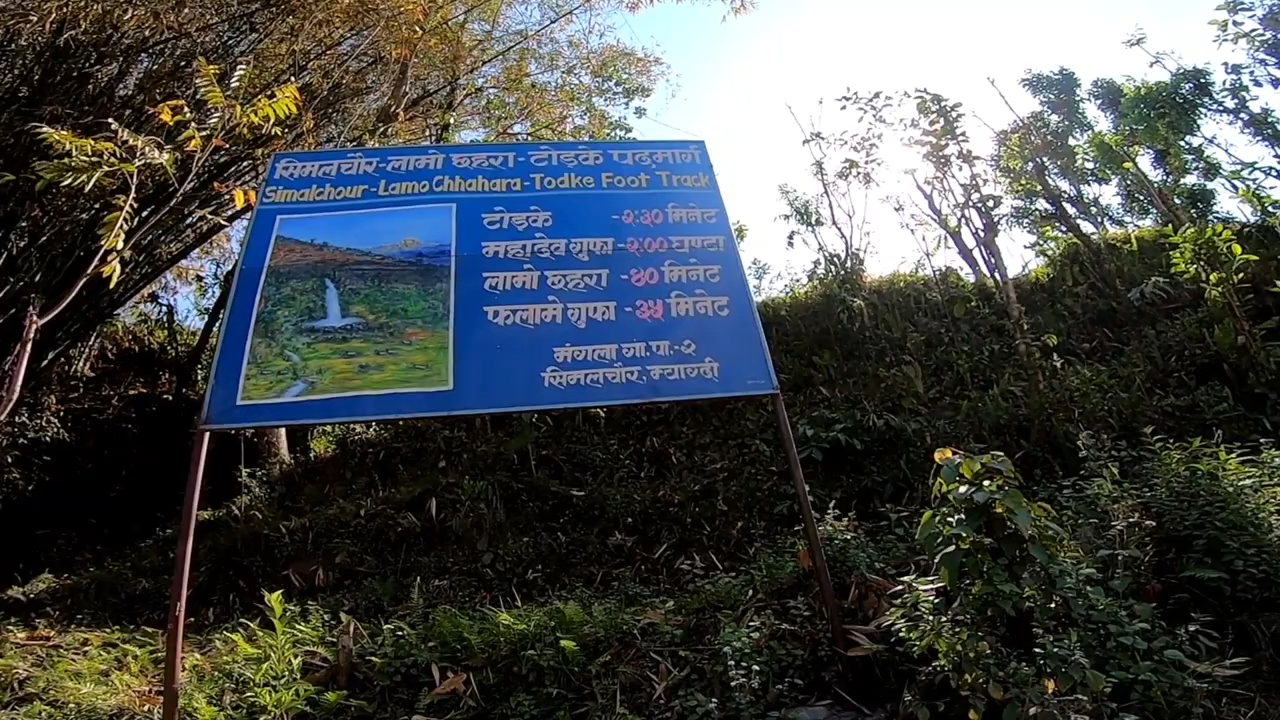 सिमलचौर-लामो छहरा-टोड्के पदमार्ग
Simalchour-Lamo Chhahara-Todke Foot Track
टोड्के -२:३० मिनेट
महादेव गुफा -२:०० घण्टा
लामो छहरा -४० मिनेट
फलामे गुफा -३५ मिनेट
मंगला गा.पा.-२
सिमलचौर, म्याग्दी